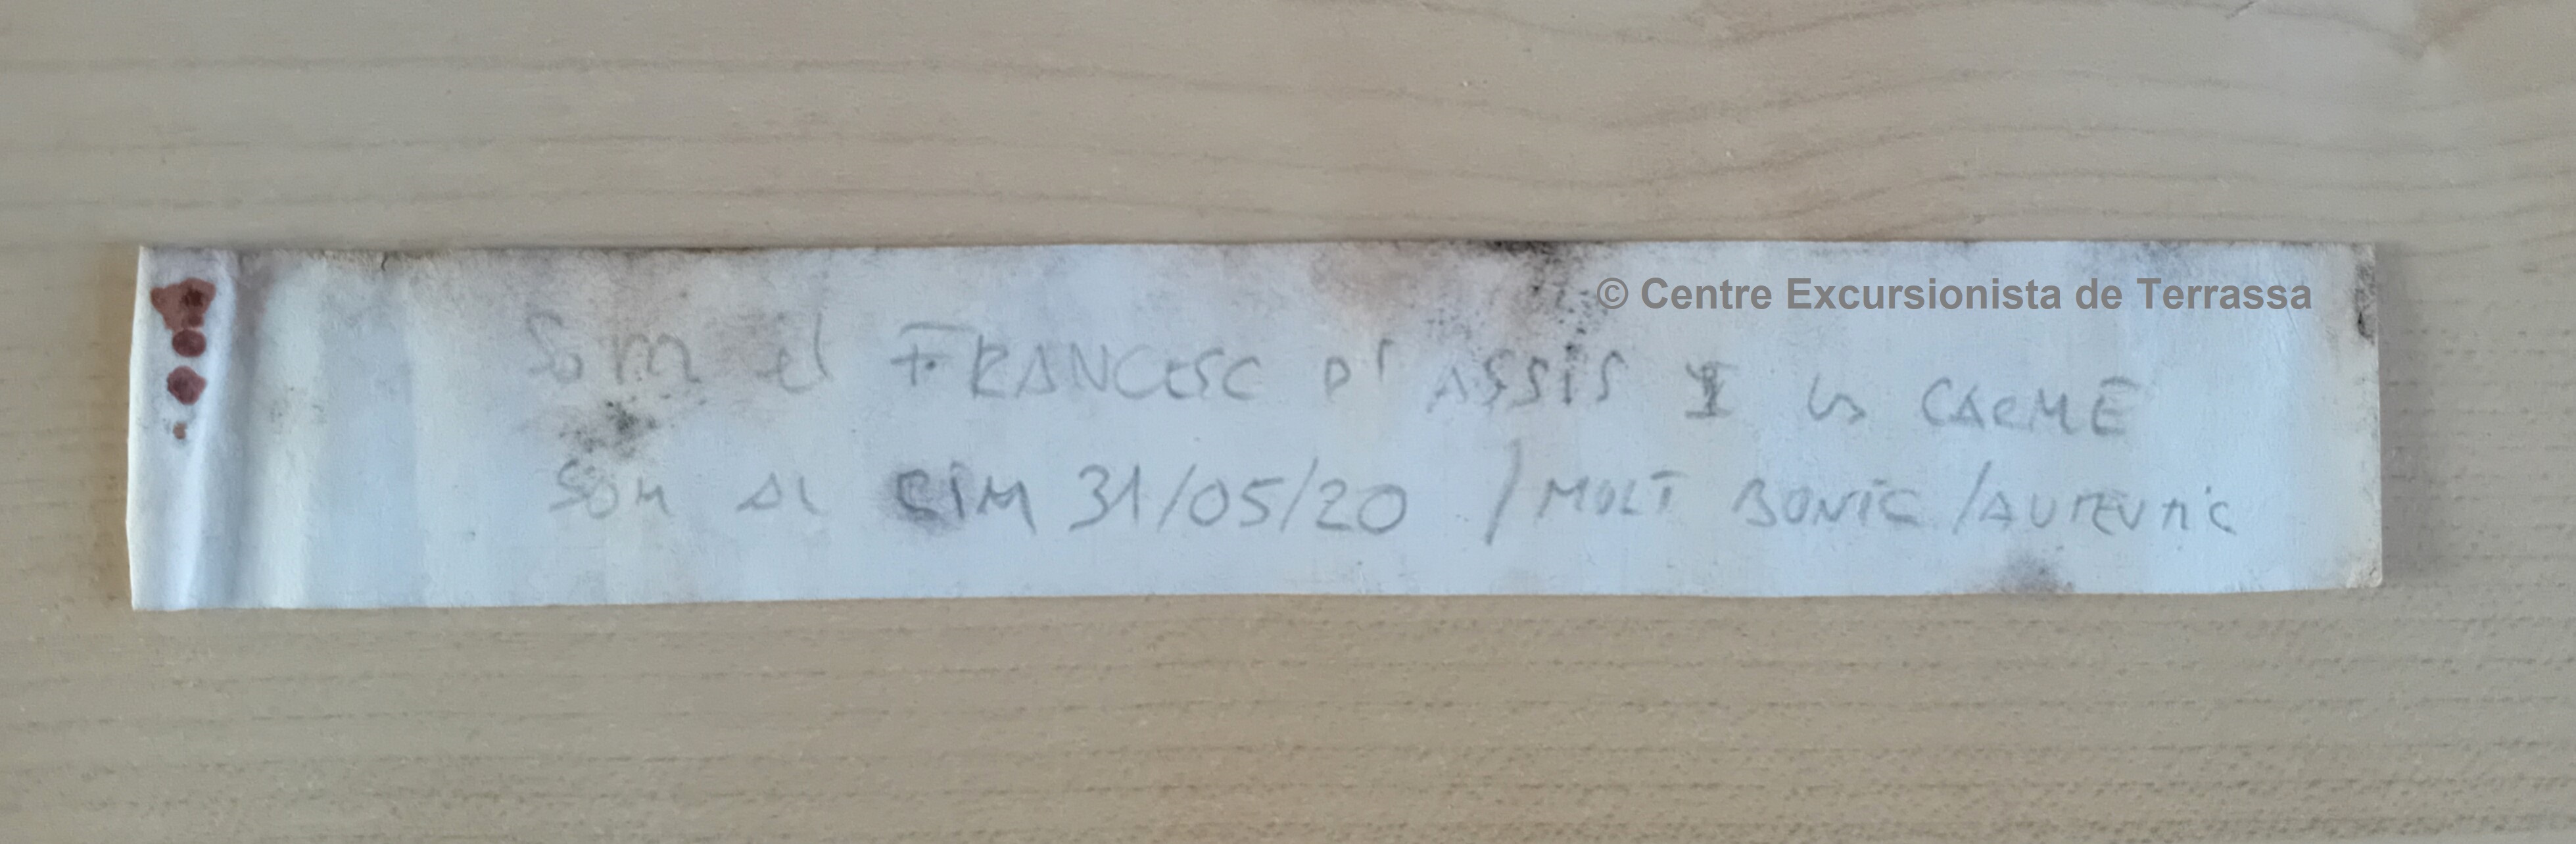 © Centre Excursionista de Terrassa
Som el FRANCESC D'ASSIS I la CARME
Som al CIM 31/05/20 / MOLT BONIC / AUTENTIC